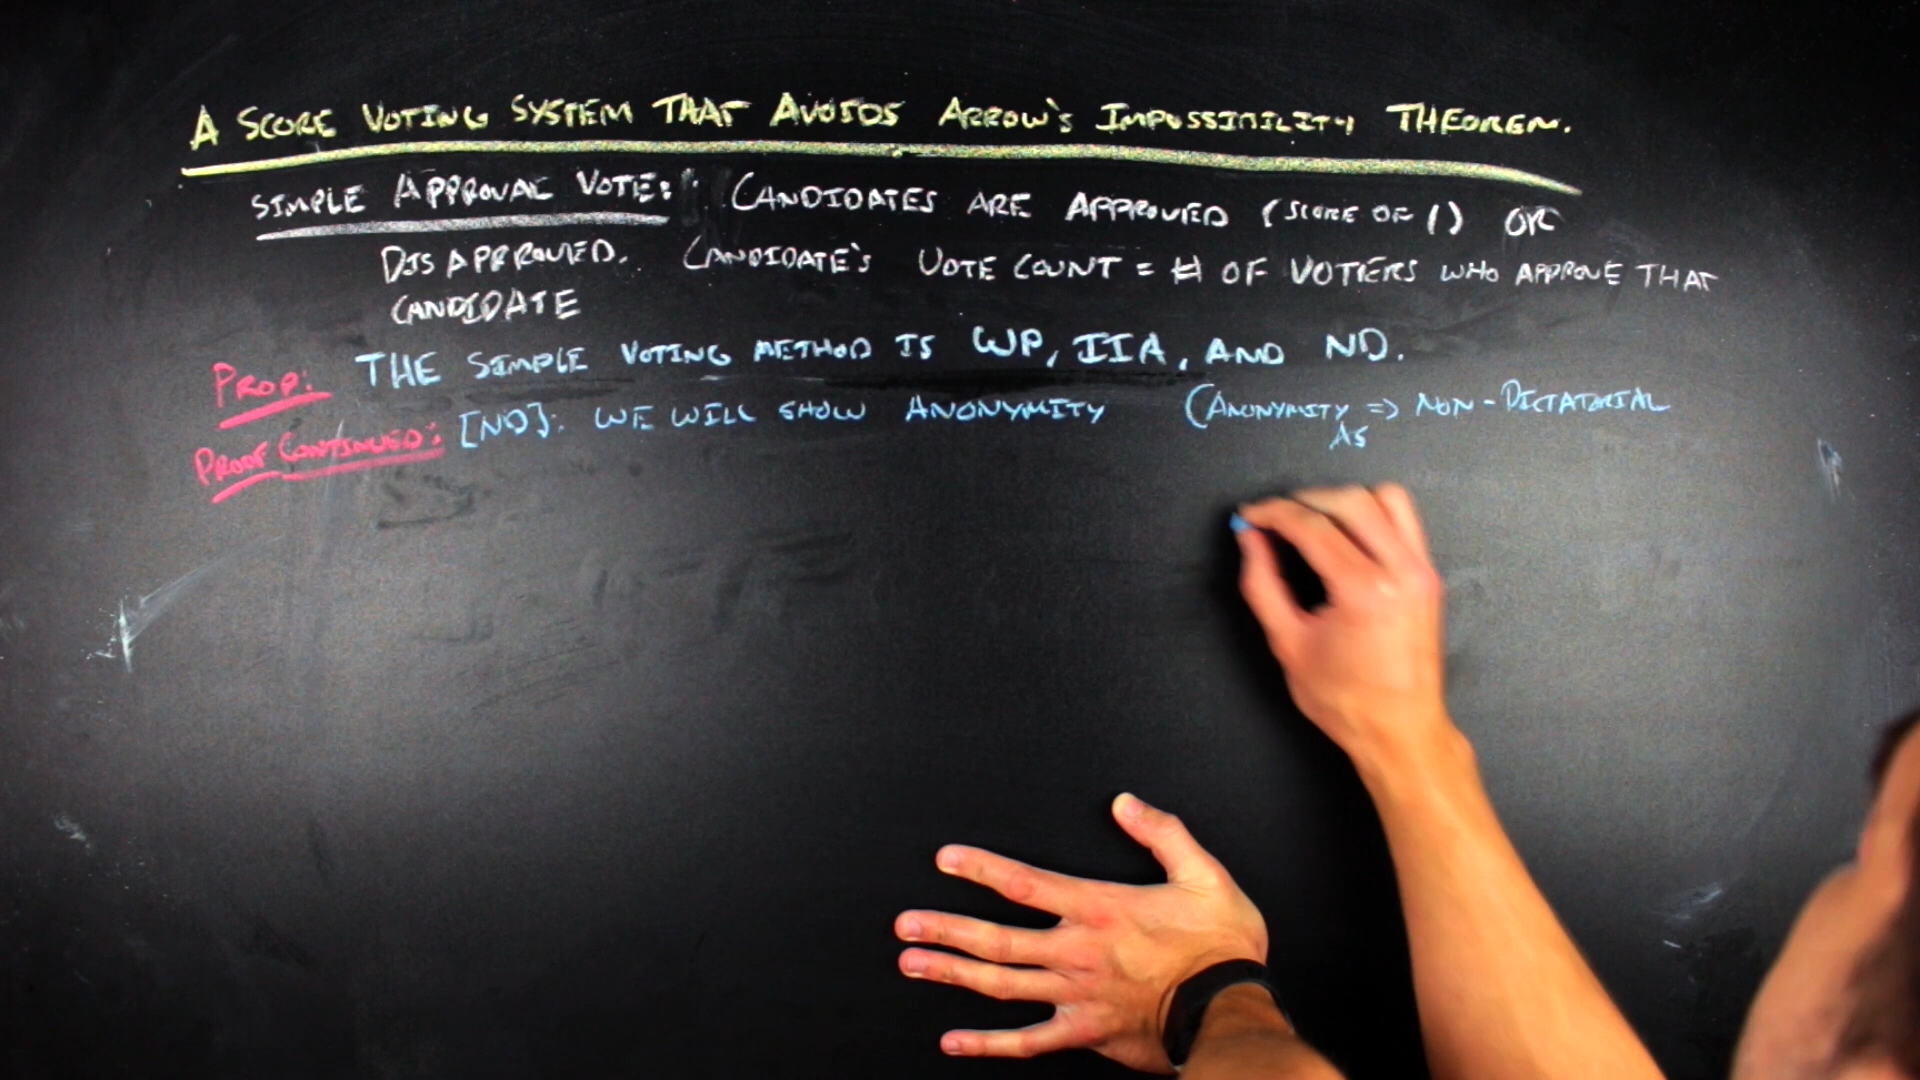 A SCORE VOTING SYSTEM THAT AVOIDS ARROW'S IMPOSSIBILITY THEOREM.
SIMPLE APPROVAL VOTE: CANDIDATES ARE APPROVED (SCORE OF 1) OR
DISAPPROVED. CANDIDATE'S VOTE COUNT = # OF VOTERS WHO APPROVE THAT
CANDIDATE
PROP: THE SIMPLE VOTING METHOD IS WP, IIA, AND ND.
PROOF CONTINUED: [ND]: WE WILL SHOW ANONYMITY (ANONYMITY => NON-DICTATORIAL
AS